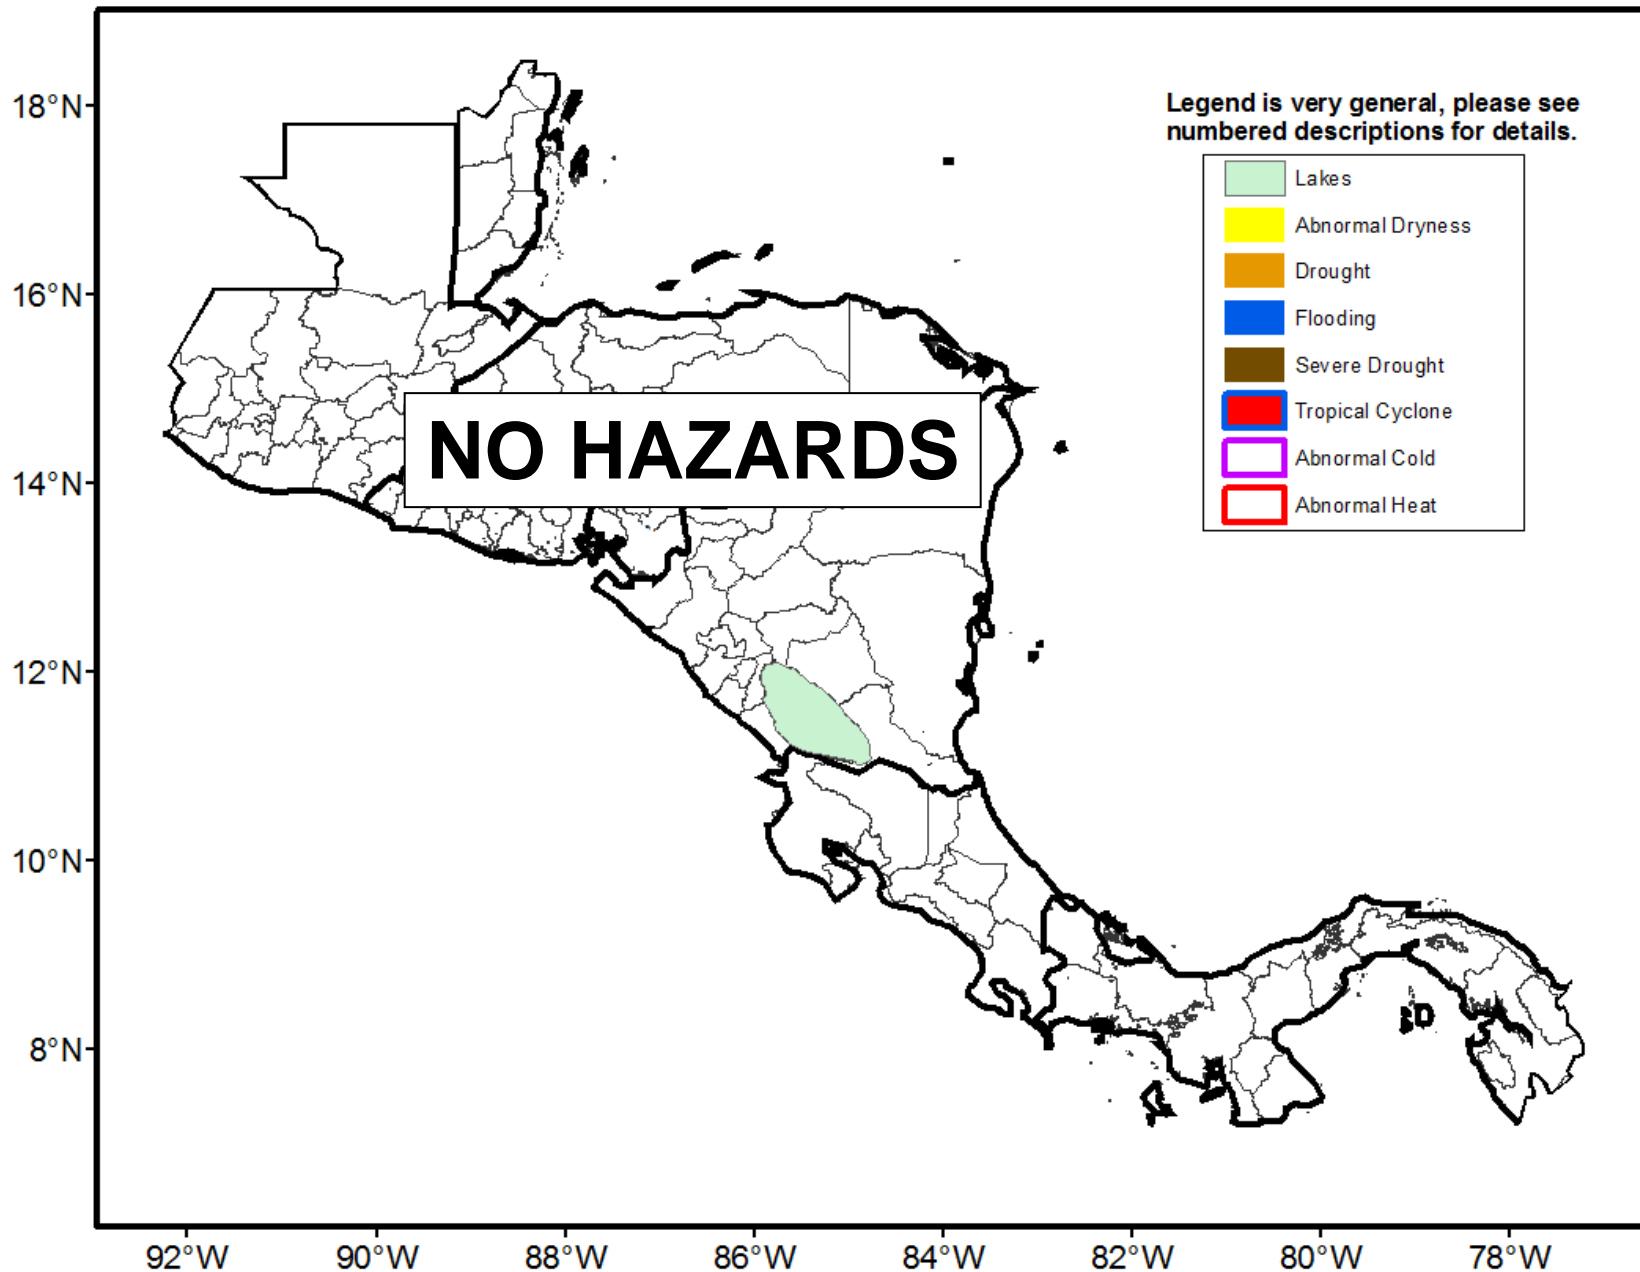 18°N
16°N
14°N
12°N
10°N
8°N
Legend is very general, please see
numbered descriptions for details.
Lakes
Abnormal Dryness
Drought
Flooding
Severe Drought
Tropical Cyclone
Abnormal Cold
Abnormal Heat
NO HAZARDS
92°W
90°W
88°W
86°W
84°W
82°W
80°W
78°W